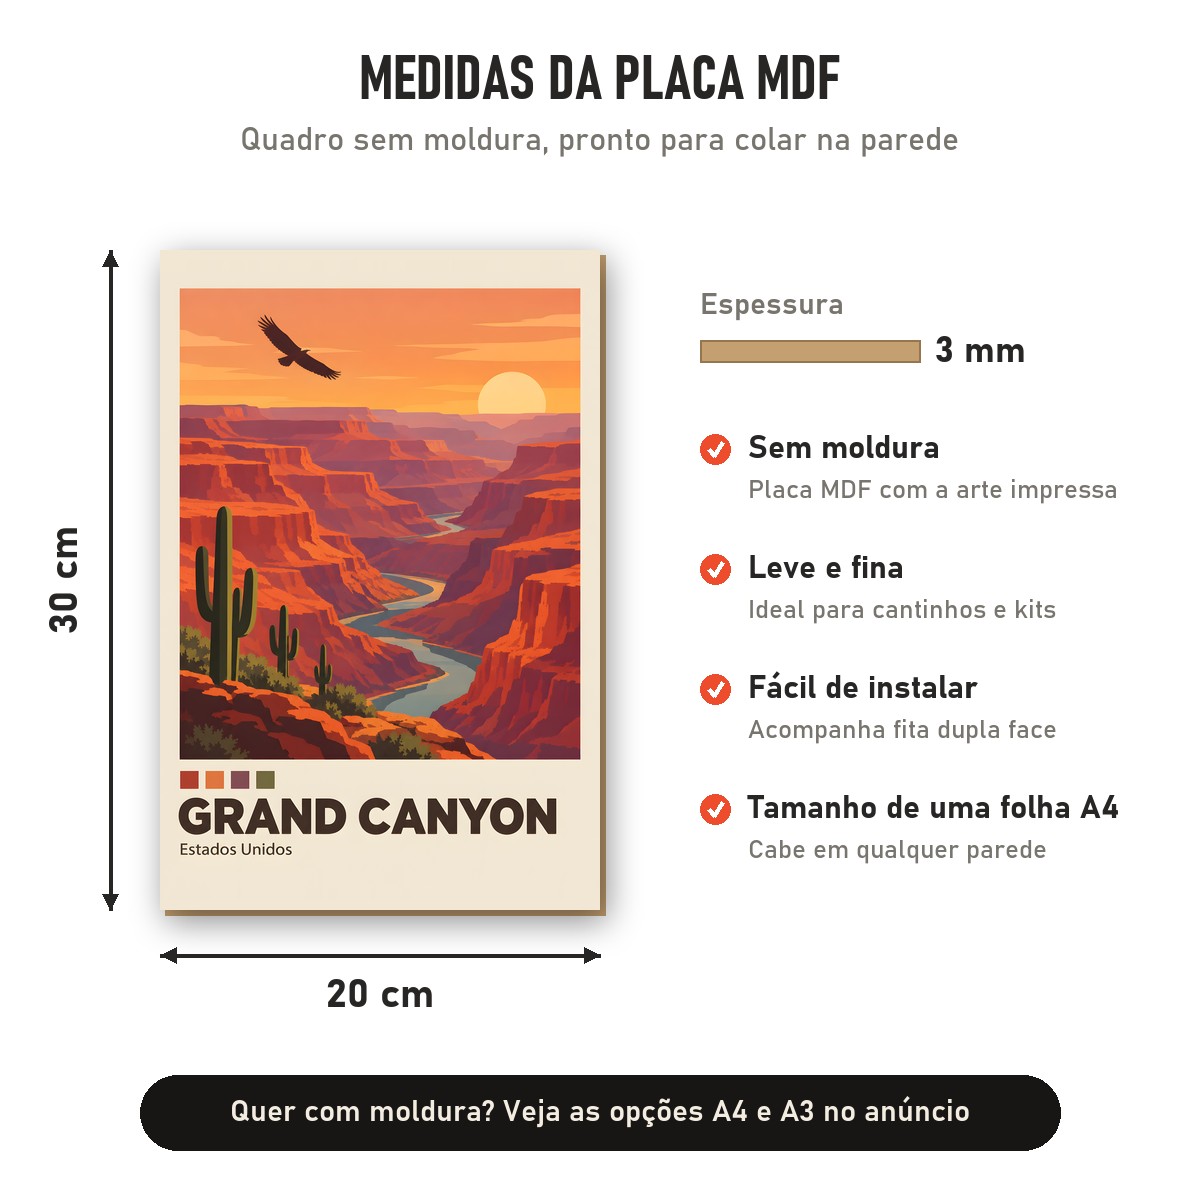 MEDIDAS DA PLACA MDF
Quadro sem moldura, pronto para colar na parede
30 cm
GRAND CANYON
Estados Unidos
20 cm
Espessura
3 mm
Sem moldura
Placa MDF com a arte impressa
Leve e fina
Ideal para cantinhos e kits
Fácil de instalar
Acompanha fita dupla face
Tamanho de uma folha A4
Cabe em qualquer parede
Quer com moldura? Veja as opções A4 e A3 no anúncio